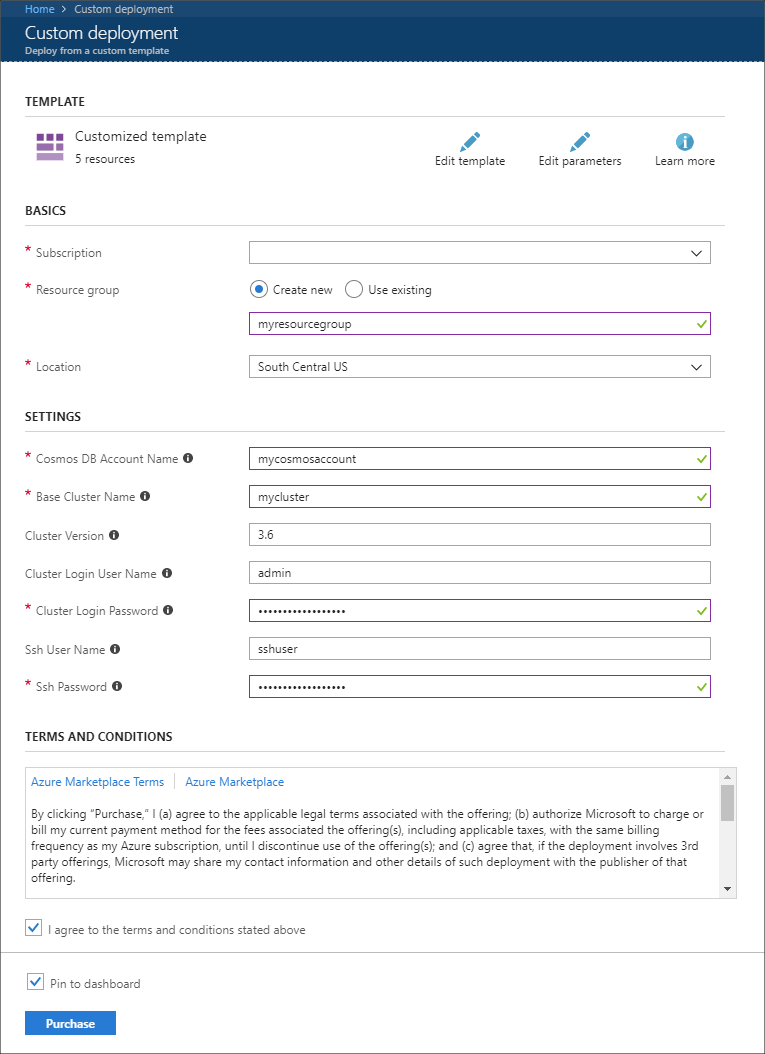 Home > Custom deployment
Custom deployment
Deploy from a custom template
TEMPLATE
Customized template
5 resources
Edit template
Edit parameters
Learn more
BASICS
* Subscription
* Resource group
Create new
Use existing
myresourcegroup
* Location
South Central US
SETTINGS
* Cosmos DB Account Name
mycosmosaccount
* Base Cluster Name
mycluster
Cluster Version
3.6
Cluster Login User Name
admin
* Cluster Login Password
••••••••••••••••••
Ssh User Name
sshuser
* Ssh Password
••••••••••••••••••
TERMS AND CONDITIONS
Azure Marketplace Terms | Azure Marketplace
By clicking “Purchase,” I (a) agree to the applicable legal terms associated with the offering; (b) authorize Microsoft to charge or
bill my current payment method for the fees associated the offering(s), including applicable taxes, with the same billing
frequency as my Azure subscription, until I discontinue use of the offering(s); and (c) agree that, if the deployment involves 3rd
party offerings, Microsoft may share my contact information and other details of such deployment with the publisher of that
offering.
I agree to the terms and conditions stated above
Pin to dashboard
Purchase